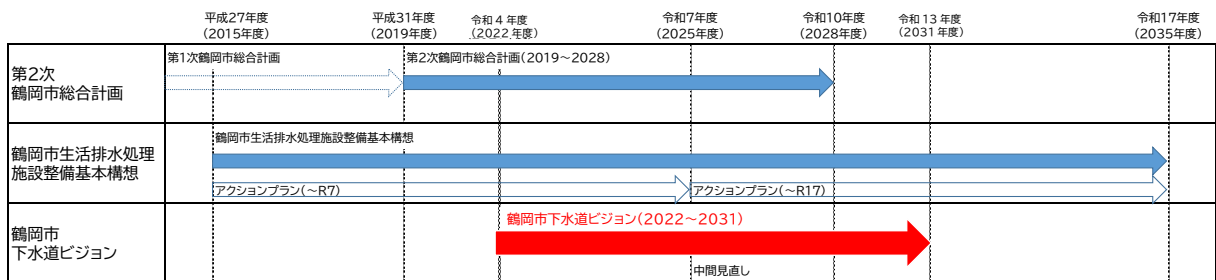 平成27年度
(2015年度)
平成31年度
(2019年度)
令和4年度
(2022年度)
令和7年度
(2025年度)
令和10年度
(2028年度)
令和13年度
(2031年度)
令和17年度
(2035年度)
第2次
鶴岡市総合計画
第1次鶴岡市総合計画
第2次鶴岡市総合計画(2019~2028)
鶴岡市生活排水処理
施設整備基本構想
鶴岡市生活排水処理施設整備基本構想
アクションプラン(~R7)
アクションプラン(~R17)
鶴岡市
下水道ビジョン
鶴岡市下水道ビジョン(2022~2031)
中間見直し